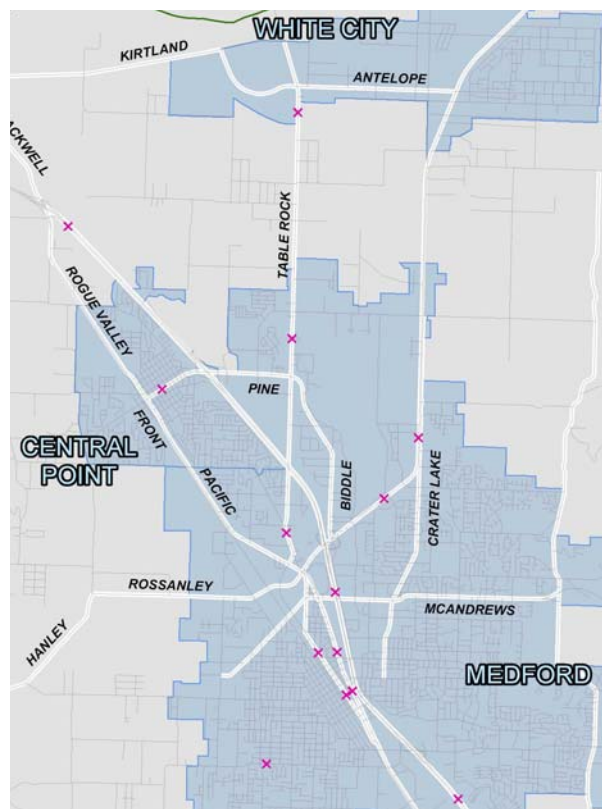 WHITE CITY
KIRTLAND
ANTELOPE
ACKWELL
TABLE ROCK
ROGUE VALLEY
PINE
FRONT
CENTRAL
POINT
PACIFIC
BIDDLE
CRATER LAKE
ROSSANLEY
MCANDREWS
HANLEY
MEDFORD